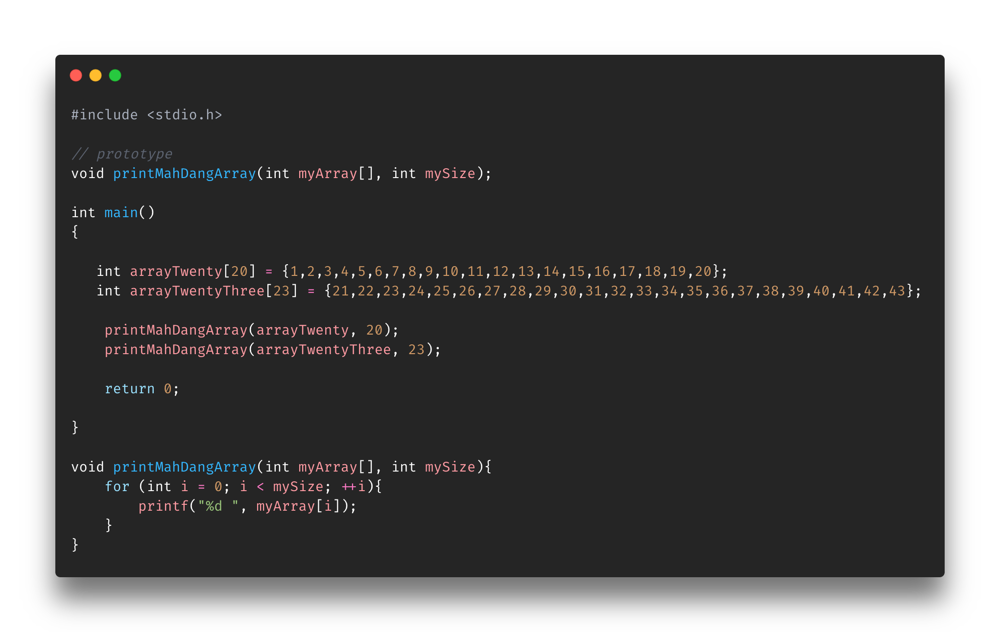 #include <stdio.h>
// prototype
void printMahDangArray(int myArray[], int mySize);
int main()
{
int arrayTwenty[20] = {1,2,3,4,5,6,7,8,9,10,11,12,13,14,15,16,17,18,19,20};
int arrayTwentyThree[23] = {21,22,23,24,25,26,27,28,29,30,31,32,33,34,35,36,37,38,39,40,41,42,43};
printMahDangArray(arrayTwenty, 20);
printMahDangArray(arrayTwentyThree, 23);
return 0;
}
void printMahDangArray(int myArray[], int mySize){
for (int i = 0; i < mySize; ++i){
printf("%d ", myArray[i]);
}
}